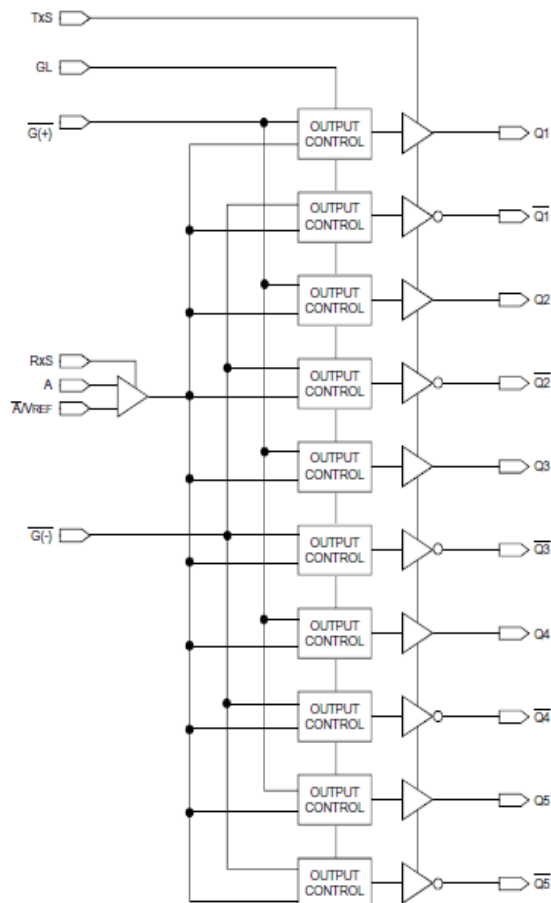 TxS
GL
G(+)
OUTPUT
CONTROL
Q1
OUTPUT
CONTROL
Q1
OUTPUT
CONTROL
Q2
RxS
A
A/VREF
OUTPUT
CONTROL
Q2
OUTPUT
CONTROL
Q3
G(-)
OUTPUT
CONTROL
Q3
OUTPUT
CONTROL
Q4
OUTPUT
CONTROL
Q4
OUTPUT
CONTROL
Q5
OUTPUT
CONTROL
Q5